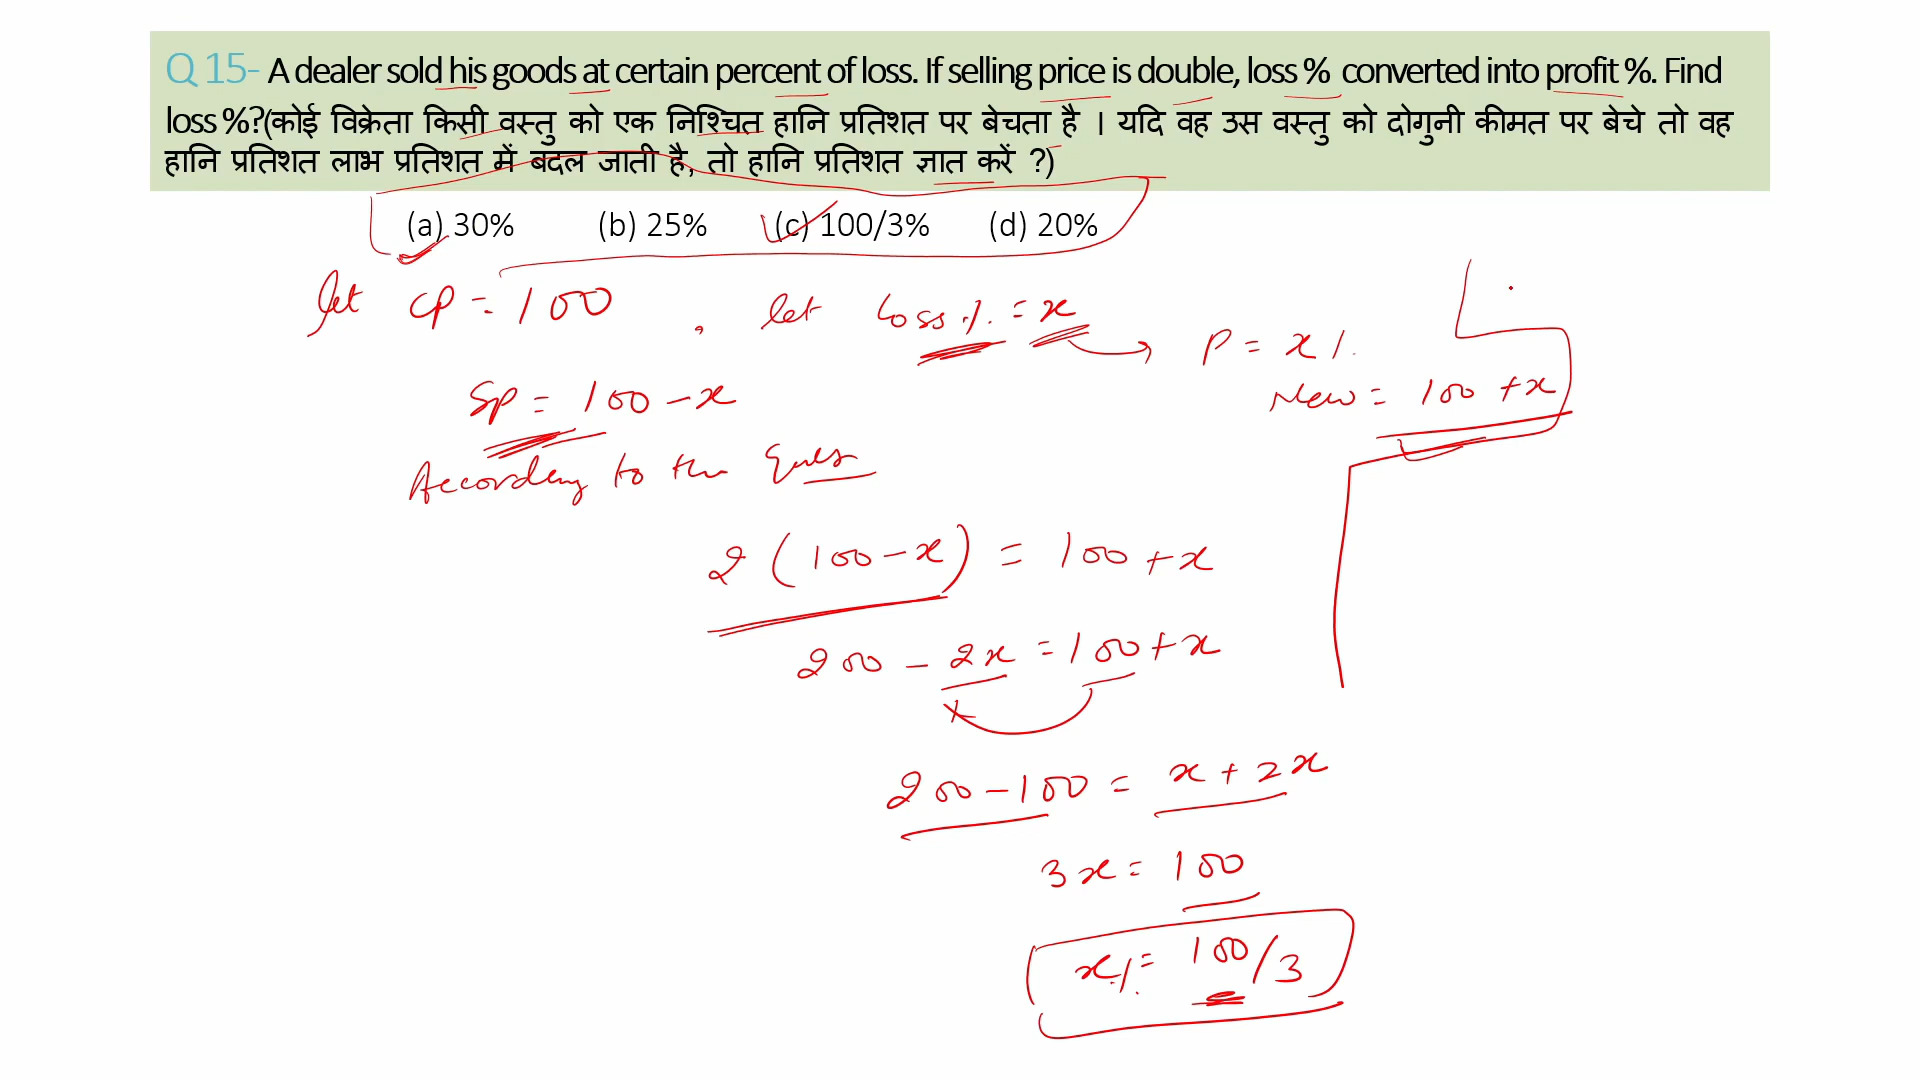 Q 15- A dealer sold his goods at certain percent of loss. If selling price is double, loss % converted into profit %. Find
loss %?(कोई विक्रेता किसी वस्तु को एक निश्चित हानि प्रतिशत पर बेचता है । यदि वह उस वस्तु को दोगुनी कीमत पर बेचे तो वह
हानि प्रतिशत लाभ प्रतिशत में बदल जाती है, तो हानि प्रतिशत ज्ञात करें ?)
(a) 30% (b) 25% (c) 100/3% (d) 20%
let CP = 100 , let Loss % = x
P = x %
SP = 100 - x
New = 100 + x
According to the Ques
2 (100 - x) = 100 + x
200 - 2x = 100 + x
200 - 100 = x + 2x
3x = 100
x% = 100/3